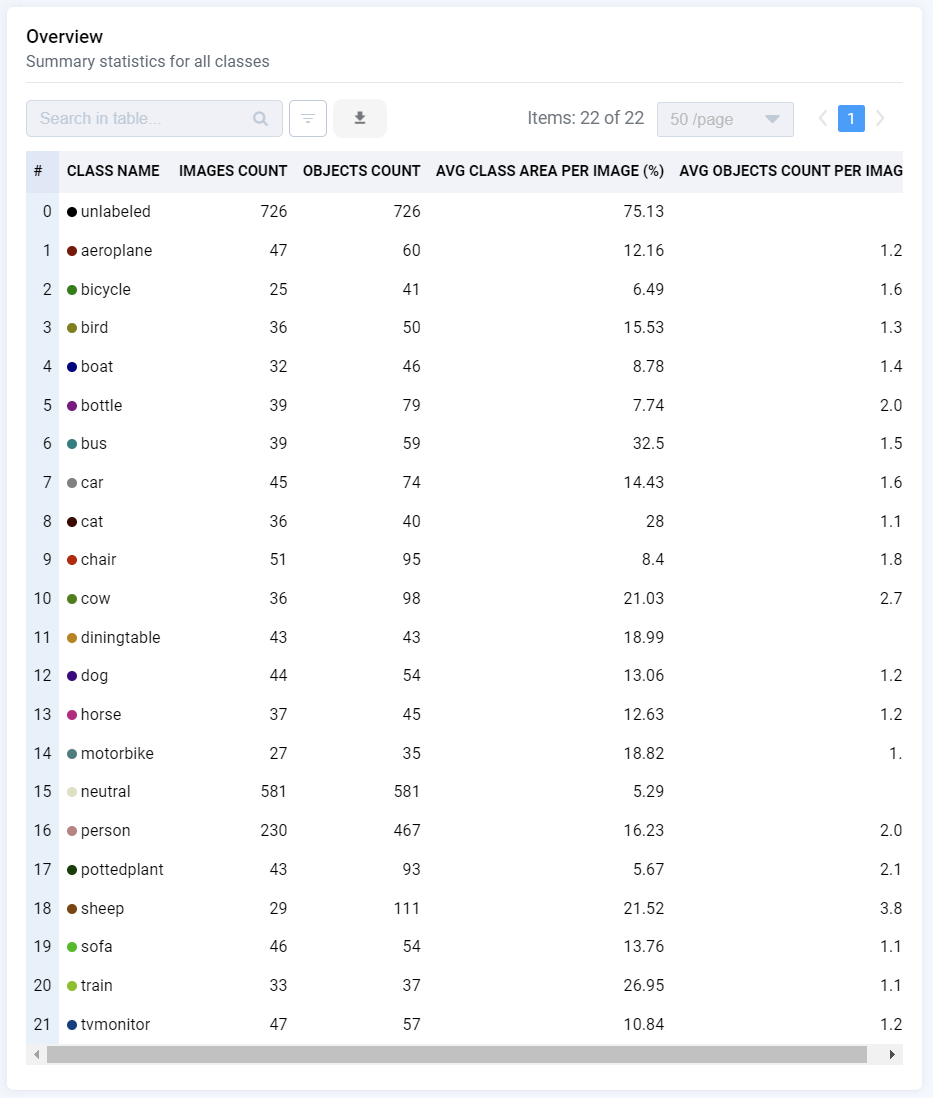 Overview
Summary statistics for all classes
Search in table... Items: 22 of 22 50 /page 1
# CLASS NAME IMAGES COUNT OBJECTS COUNT AVG CLASS AREA PER IMAGE (%) AVG OBJECTS COUNT PER IMAG
0 unlabeled 726 726 75.13
1 aeroplane 47 60 12.16 1.2
2 bicycle 25 41 6.49 1.6
3 bird 36 50 15.53 1.3
4 boat 32 46 8.78 1.4
5 bottle 39 79 7.74 2.0
6 bus 39 59 32.5 1.5
7 car 45 74 14.43 1.6
8 cat 36 40 28 1.1
9 chair 51 95 8.4 1.8
10 cow 36 98 21.03 2.7
11 diningtable 43 43 18.99
12 dog 44 54 13.06 1.2
13 horse 37 45 12.63 1.2
14 motorbike 27 35 18.82 1.
15 neutral 581 581 5.29
16 person 230 467 16.23 2.0
17 pottedplant 43 93 5.67 2.1
18 sheep 29 111 21.52 3.8
19 sofa 46 54 13.76 1.1
20 train 33 37 26.95 1.1
21 tvmonitor 47 57 10.84 1.2